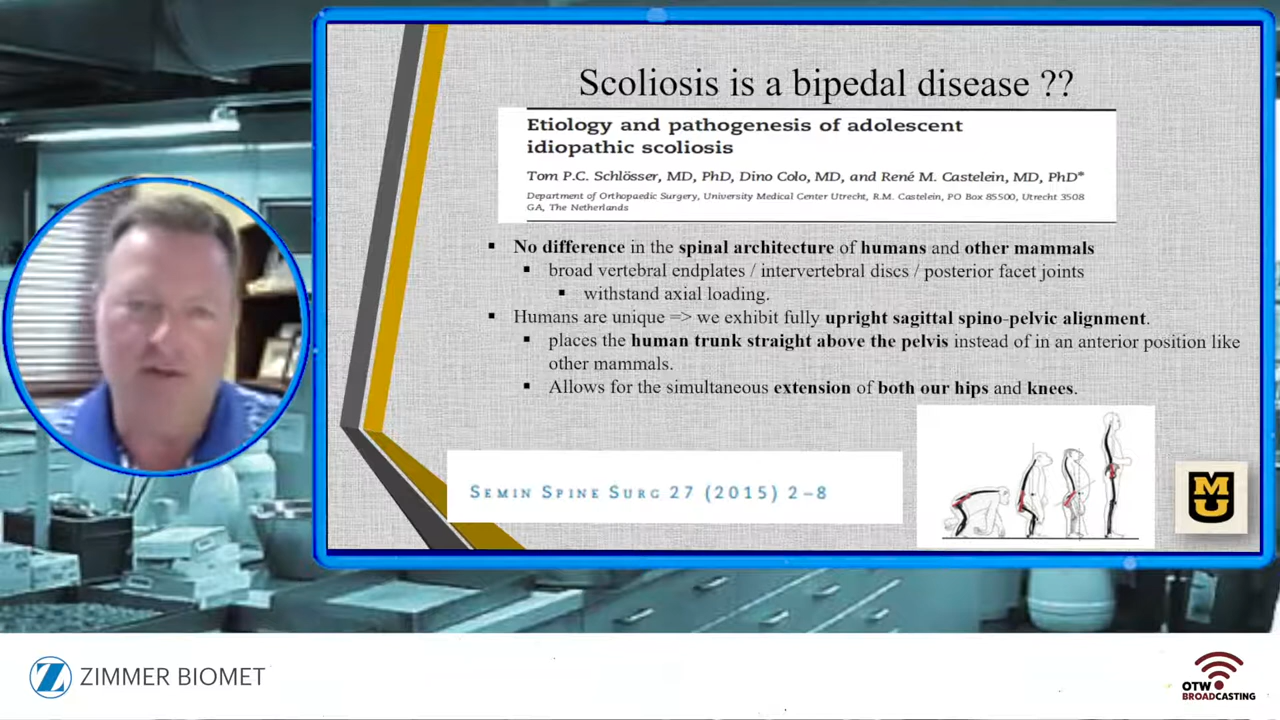 Scoliosis is a bipedal disease ??
Etiology and pathogenesis of adolescent
idiopathic scoliosis
Tom P.C. Schlösser, MD, PhD, Dino Colo, MD, and René M. Castelein, MD, PhD*
Department of Orthopaedic Surgery, University Medical Center Utrecht, R.M. Castelein, PO Box 85500, Utrecht 3508
GA, The Netherlands
▪ No difference in the spinal architecture of humans and other mammals
▪ broad vertebral endplates / intervertebral discs / posterior facet joints
▪ withstand axial loading.
▪ Humans are unique => we exhibit fully upright sagittal spino-pelvic alignment.
▪ places the human trunk straight above the pelvis instead of in an anterior position like
other mammals.
▪ Allows for the simultaneous extension of both our hips and knees.
SEMIN SPINE SURG 27 (2015) 2–8
MU
Z ZIMMER BIOMET
OTW
BROADCASTING